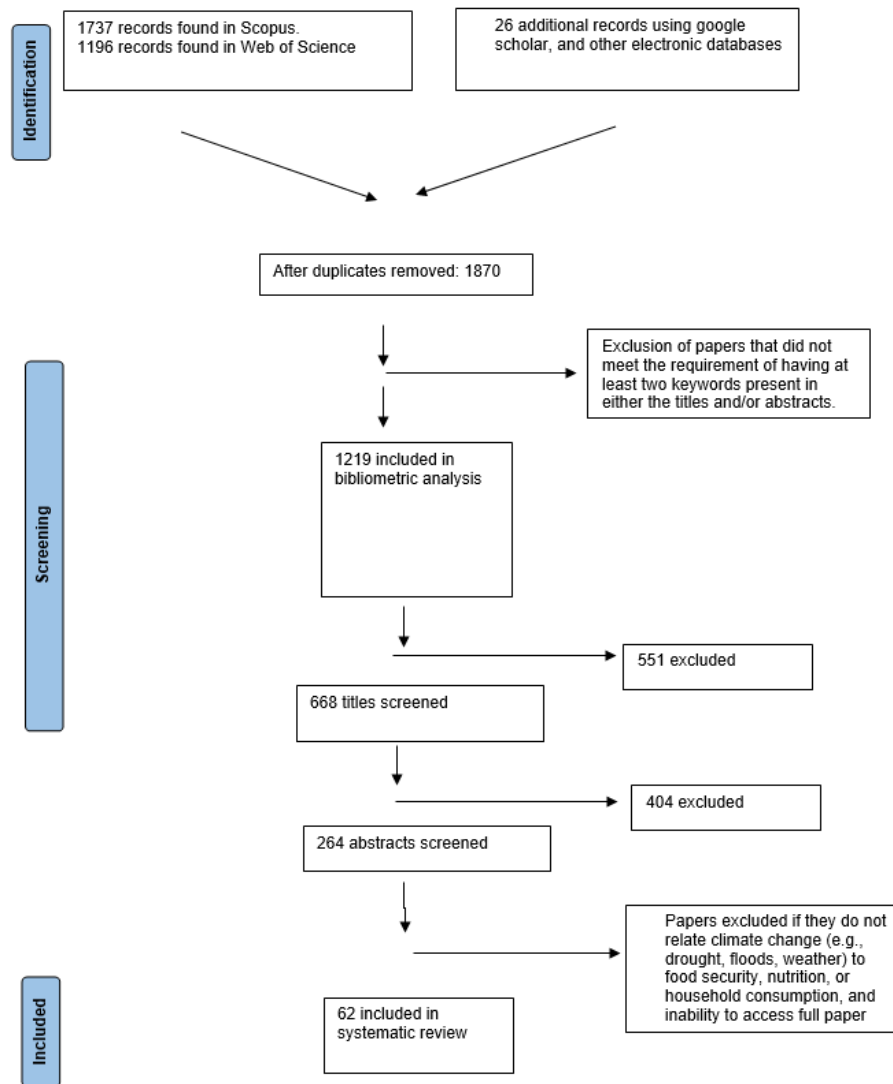 Identification
1737 records found in Scopus.
1196 records found in Web of Science
26 additional records using google
scholar, and other electronic databases
After duplicates removed: 1870
Screening
Exclusion of papers that did not
meet the requirement of having at
least two keywords present in
either the titles and/or abstracts.
1219 included in
bibliometric analysis
551 excluded
668 titles screened
404 excluded
264 abstracts screened
Papers excluded if they do not
relate climate change (e.g.,
drought, floods, weather) to
food security, nutrition, or
household consumption, and
inability to access full paper
Included
62 included in
systematic review